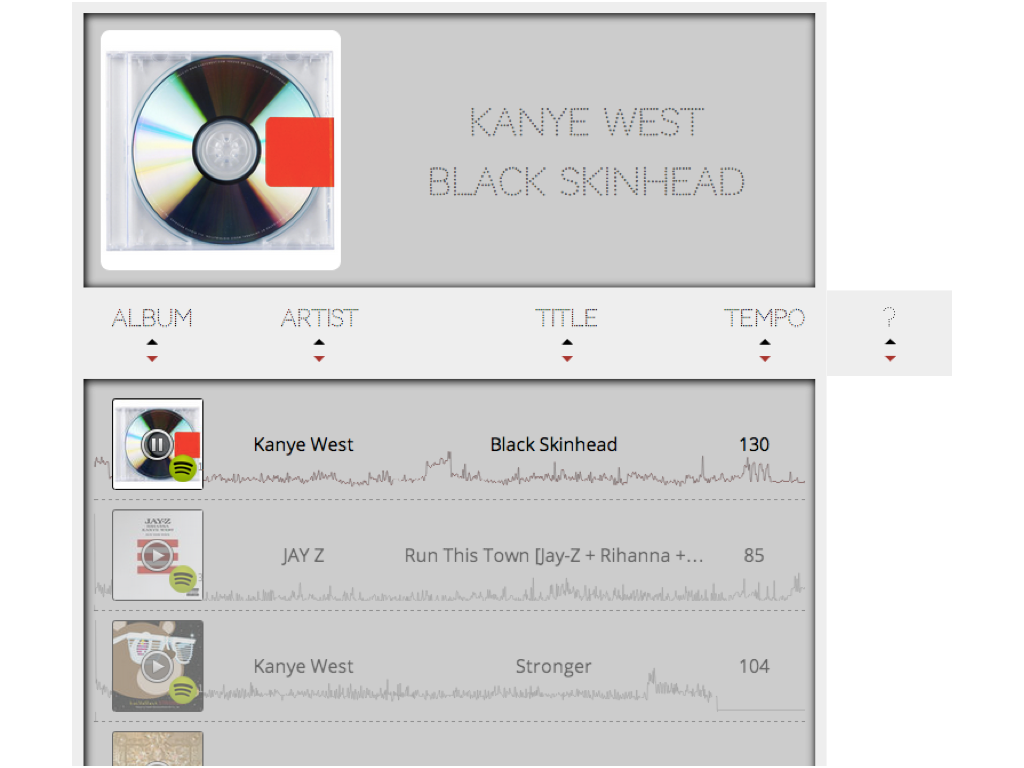 KANYE WEST
BLACK SKINHEAD
ALBUM ARTIST TITLE TEMPO ?
Kanye West Black Skinhead 130
JAY-Z
JAY Z Run This Town [Jay-Z + Rihanna +... 85
Kanye West Stronger 104